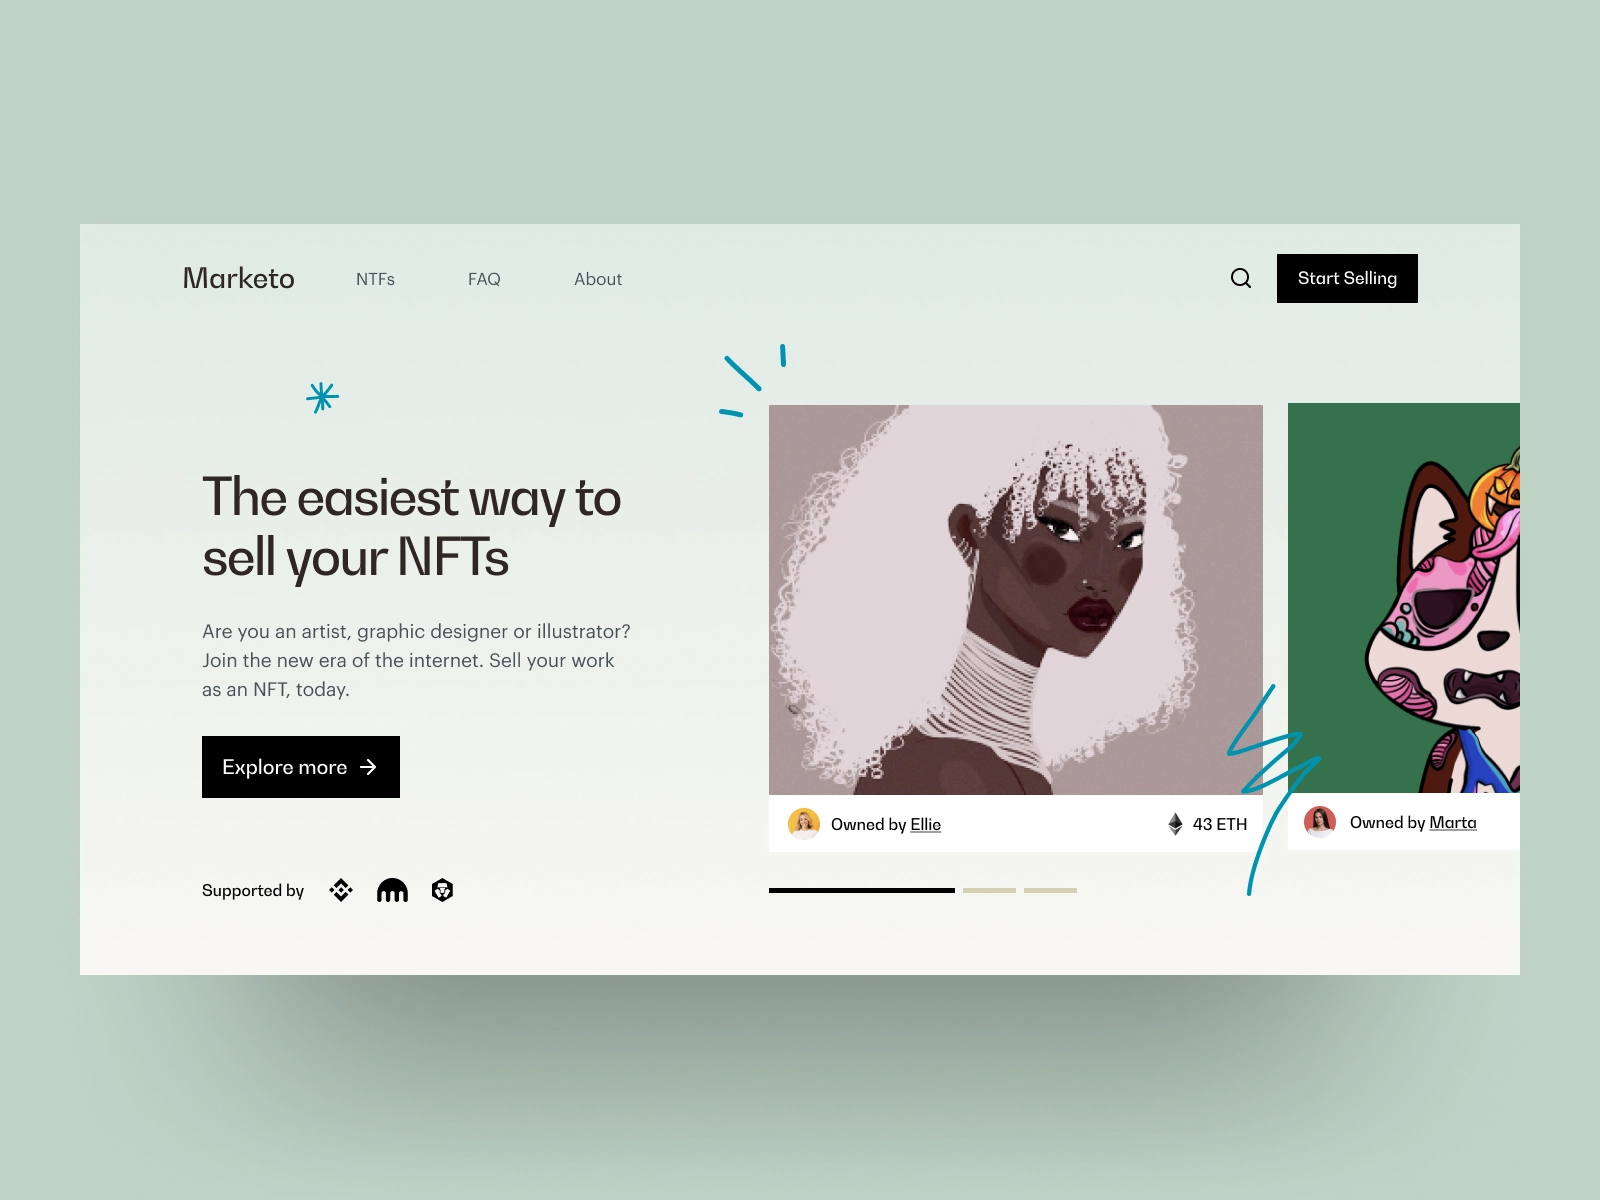 Marketo
NTFs
FAQ
About
Start Selling
The easiest way to
sell your NFTs
Are you an artist, graphic designer or illustrator?
Join the new era of the internet. Sell your work
as an NFT, today.
Explore more
Supported by
Owned by Ellie
43 ETH
Owned by Marta